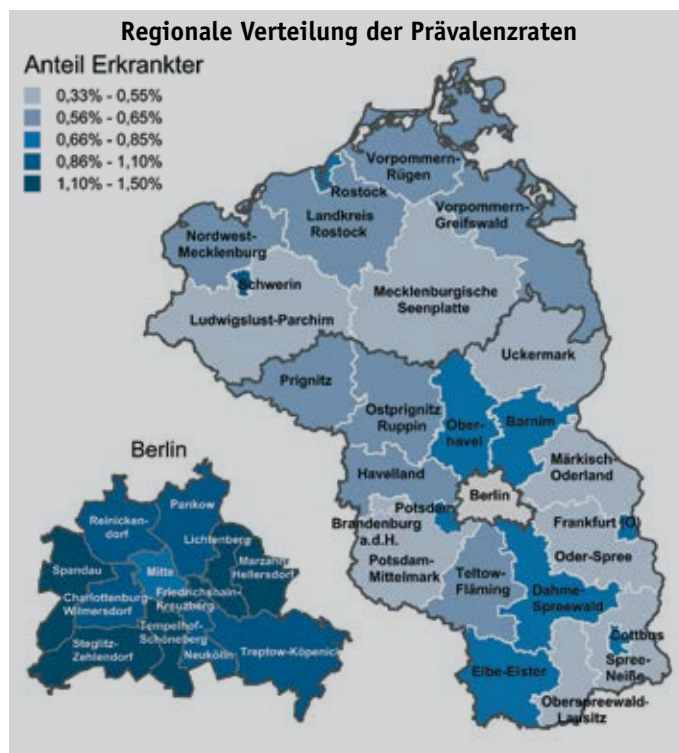 Regionale Verteilung der Prävalenzraten
Anteil Erkrankter
0,33% - 0,55%
0,56% - 0,65%
0,66% - 0,85%
0,86% - 1,10%
1,10% - 1,50%
Vorpommern-
Rügen
Rostock
Landkreis
Rostock
Vorpommern-
Greifswald
Nordwest-
Mecklenburg
Schwerin
Mecklenburgische
Seenplatte
Ludwigslust-Parchim
Uckermark
Prignitz
Ostprignitz
Ruppin
Ober-
havel
Barnim
Märkisch-
Oderland
Havelland
Berlin
Potsdam
Brandenburg
a.d.H.
Frankfurt (O)
Potsdam-
Mittelmark
Oder-Spree
Teltow-
Fläming
Dahme-
Spreewald
Cottbus
Spree-
Neiße
Elbe-Elster
Oberspreewald-
Lausitz
Berlin
Pankow
Reinicken-
dorf
Lichtenberg
Marzahn-
Hellersdorf
Spandau
Mitte
Charlottenburg-
Wilmersdorf
Friedrichshain-
Kreuzberg
Tempelhof-
Schöneberg
Steglitz-
Zehlendorf
Neukölln
Treptow-Köpenick